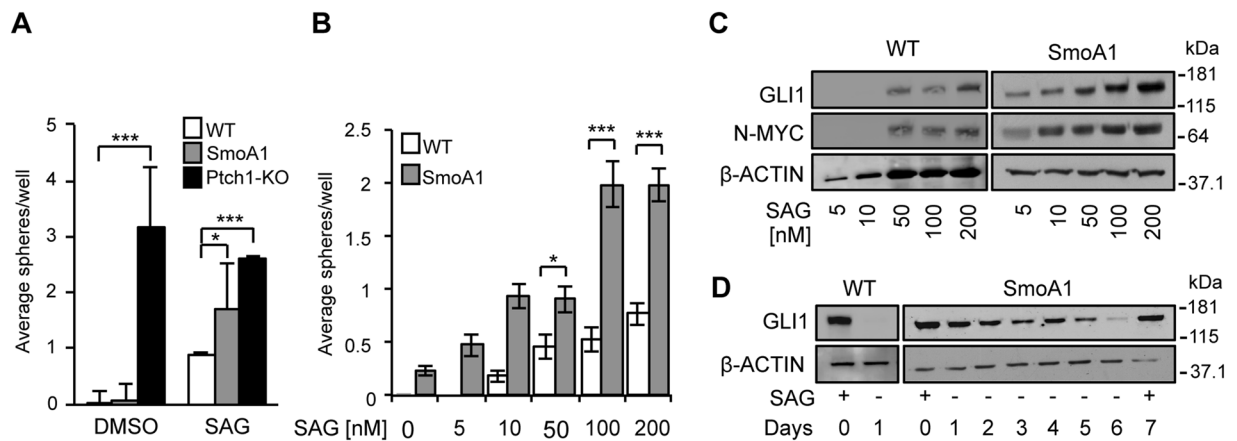 A
Average spheres/well
5
4
3
2
1
0
***
WT
SmoA1
Ptch1-KO
***
*
DMSO
SAG
B
Average spheres/well
2.5
2
1.5
1
0.5
0
WT
SmoA1
*
***
***
SAG [nM]
0
5
10
50
100
200
C
WT
SmoA1
kDa
GLI1
-181
-115
N-MYC
-64
β-ACTIN
-37.1
SAG
[nM]
5
10
50
100
200
5
10
50
100
200
D
WT
SmoA1
kDa
GLI1
-181
-115
β-ACTIN
-37.1
SAG + - + - - - - - - +
Days 0 1 0 1 2 3 4 5 6 7